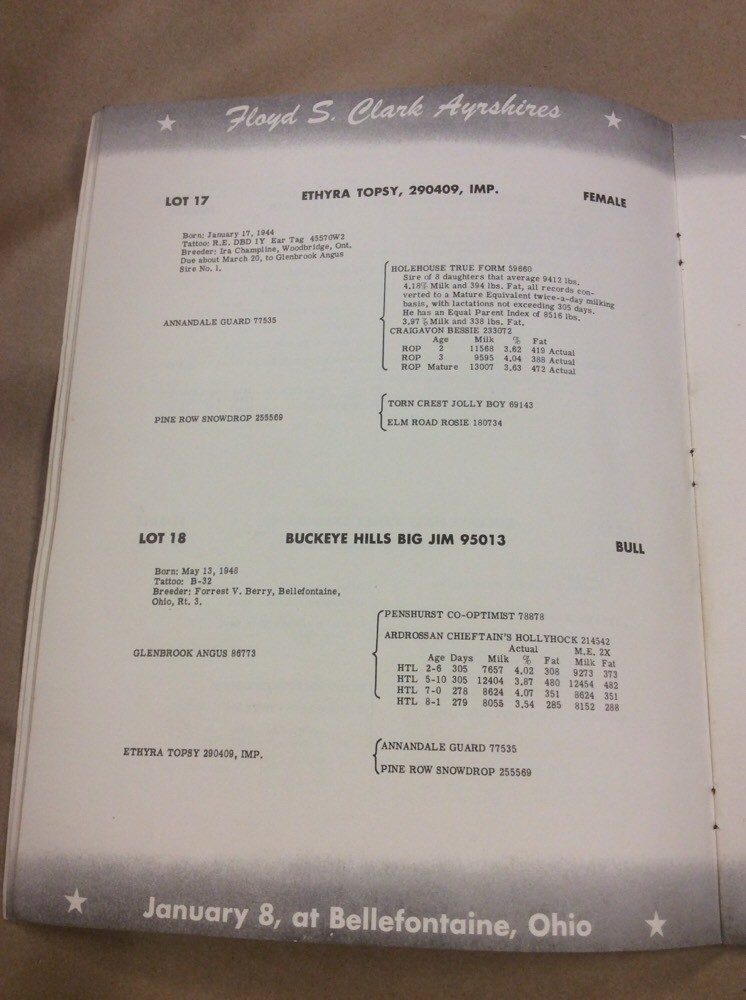 Floyd S. Clark Ayrshires
LOT 17
ETHYRA TOPSY, 290409, IMP.
FEMALE
Born: January 17, 1944
Tattoo: R.E. DBD 1Y Ear Tag 45570W2
Breeder: Ira Champline, Woodbridge, Ont.
Due about March 20, to Glenbrook Angus
Sire No. 1.
HOLEHOUSE TRUE FORM 59660
Sire of 8 daughters that average 9412 lbs.
4.18% Milk and 394 lbs. Fat, all records con-
verted to a Mature Equivalent twice-a-day milking
basis, with lactations not exceeding 305 days.
He has an Equal Parent Index of 8516 lbs.
3.97 % Milk and 338 lbs. Fat.
ANNANDALE GUARD 77535
CRAIGAVON BESSIE 233072
Age Milk % Fat
ROP 2 11568 3.62 419 Actual
ROP 3 9595 4.04 388 Actual
ROP Mature 13007 3.63 472 Actual
TORN CREST JOLLY BOY 69143
PINE ROW SNOWDROP 255569
ELM ROAD ROSIE 180734
LOT 18
BUCKEYE HILLS BIG JIM 95013
BULL
Born: May 13, 1948
Tattoo: B-32
Breeder: Forrest V. Berry, Bellefontaine,
Ohio, Rt. 3.
PENSHURST CO-OPTIMIST 78878
GLENBROOK ANGUS 86773
ARDROSSAN CHIEFTAIN'S HOLLYHOCK 214542
Actual M.E. 2X
Age Days Milk % Fat Milk Fat
HTL 2-6 305 7657 4.02 308 9273 373
HTL 5-10 305 12404 3.87 480 12454 482
HTL 7-0 278 8624 4.07 351 8624 351
HTL 8-1 279 8055 3.54 285 8152 288
ANNANDALE GUARD 77535
ETHYRA TOPSY 290409, IMP.
PINE ROW SNOWDROP 255569
January 8, at Bellefontaine, Ohio